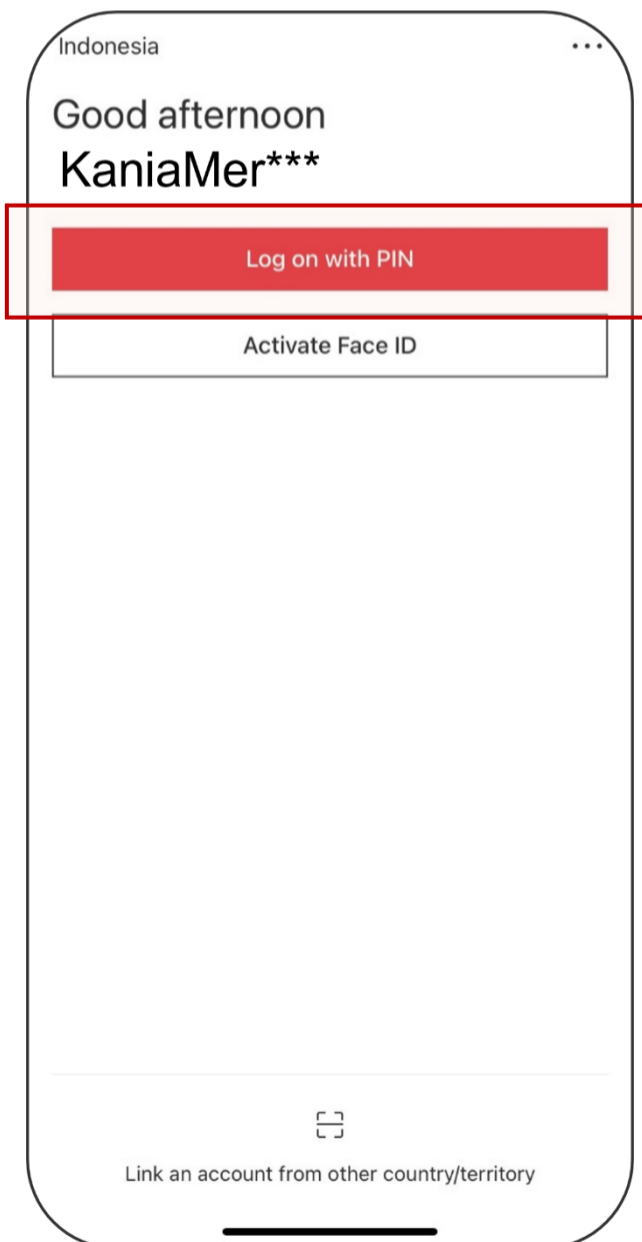 Indonesia
Good afternoon
KaniaMer***
Log on with PIN
Activate Face ID
Link an account from other country/territory